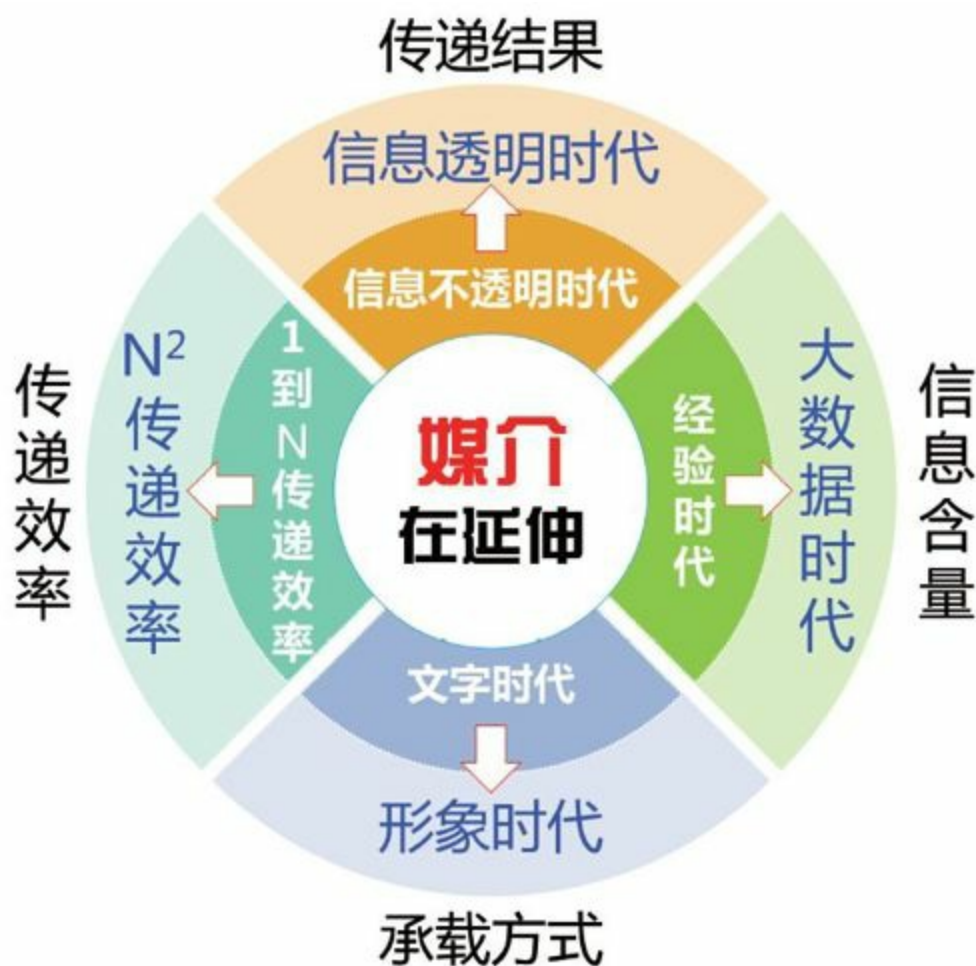 传递结果
信息透明时代
信息不透明时代
传递效率
N²传递效率
1到N传递效率
媒介
在延伸
经验时代
大数据时代
信息含量
文字时代
形象时代
承载方式